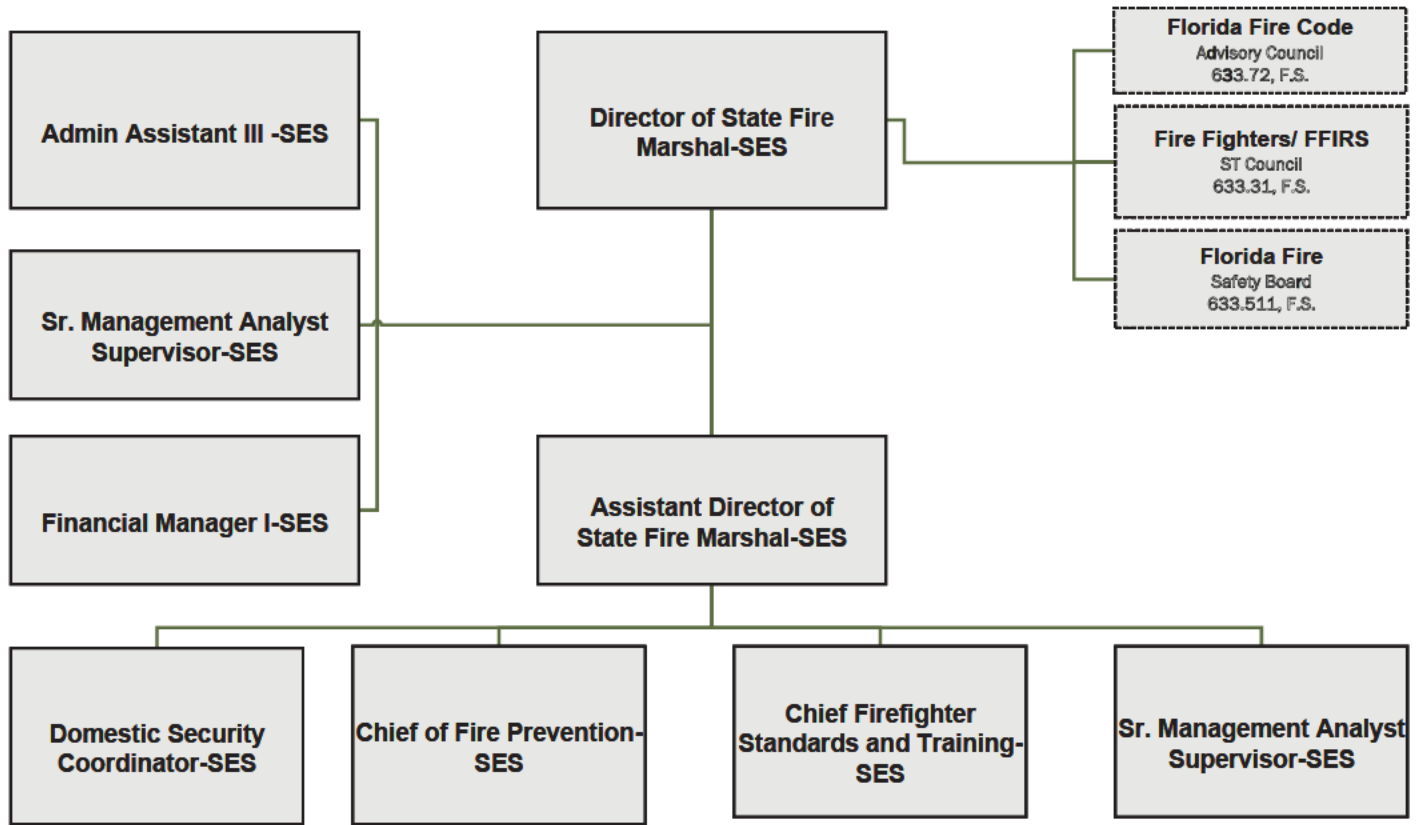 Admin Assistant III -SES
Director of State Fire
Marshal-SES
Florida Fire Code
Advisory Council
633.72, F.S.
Fire Fighters/ FFIRS
ST Council
633.31, F.S.
Florida Fire
Safety Board
633.511, F.S.
Sr. Management Analyst
Supervisor-SES
Financial Manager I-SES
Assistant Director of
State Fire Marshal-SES
Domestic Security
Coordinator-SES
Chief of Fire Prevention-
SES
Chief Firefighter
Standards and Training-
SES
Sr. Management Analyst
Supervisor-SES